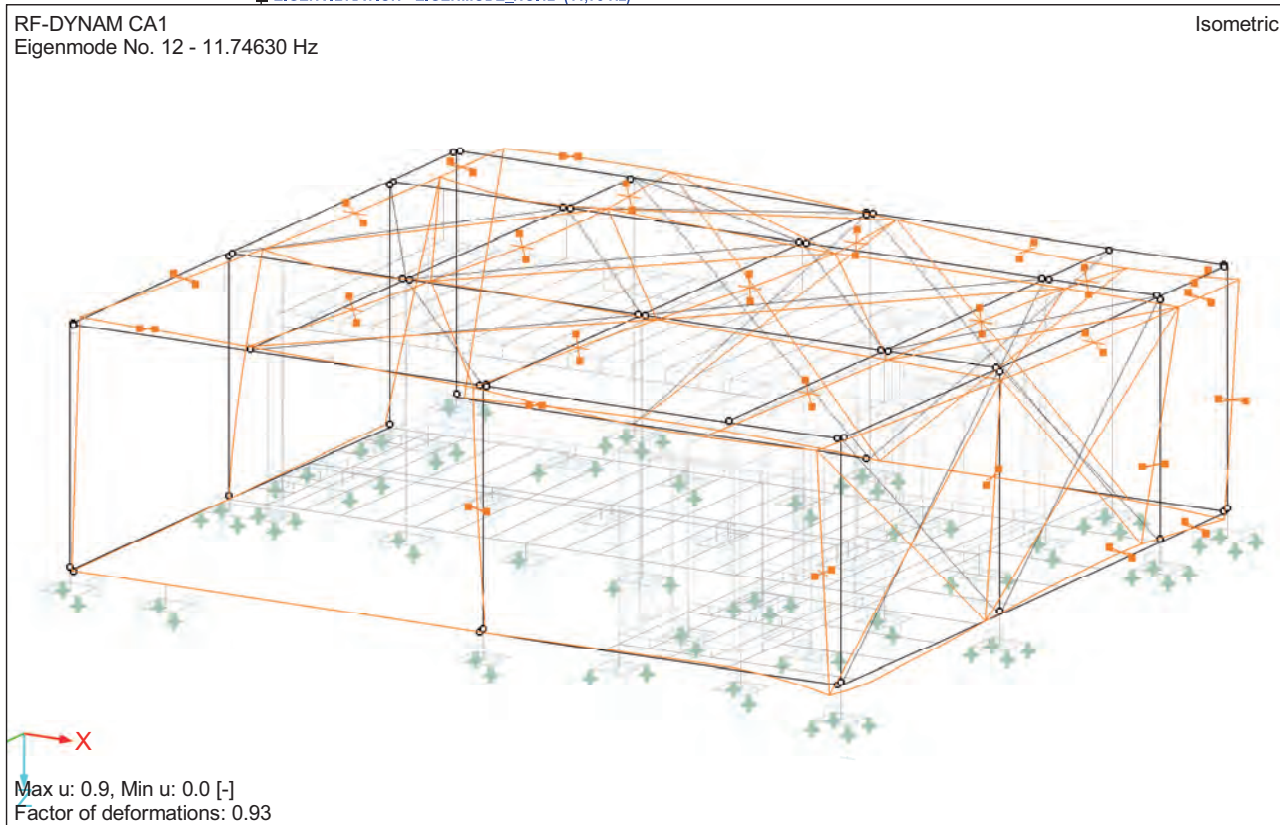 RF-DYNAM CA1
Isometric
Eigenmode No. 12 - 11.74630 Hz
X
Z
Max u: 0.9, Min u: 0.0 [-]
Factor of deformations: 0.93